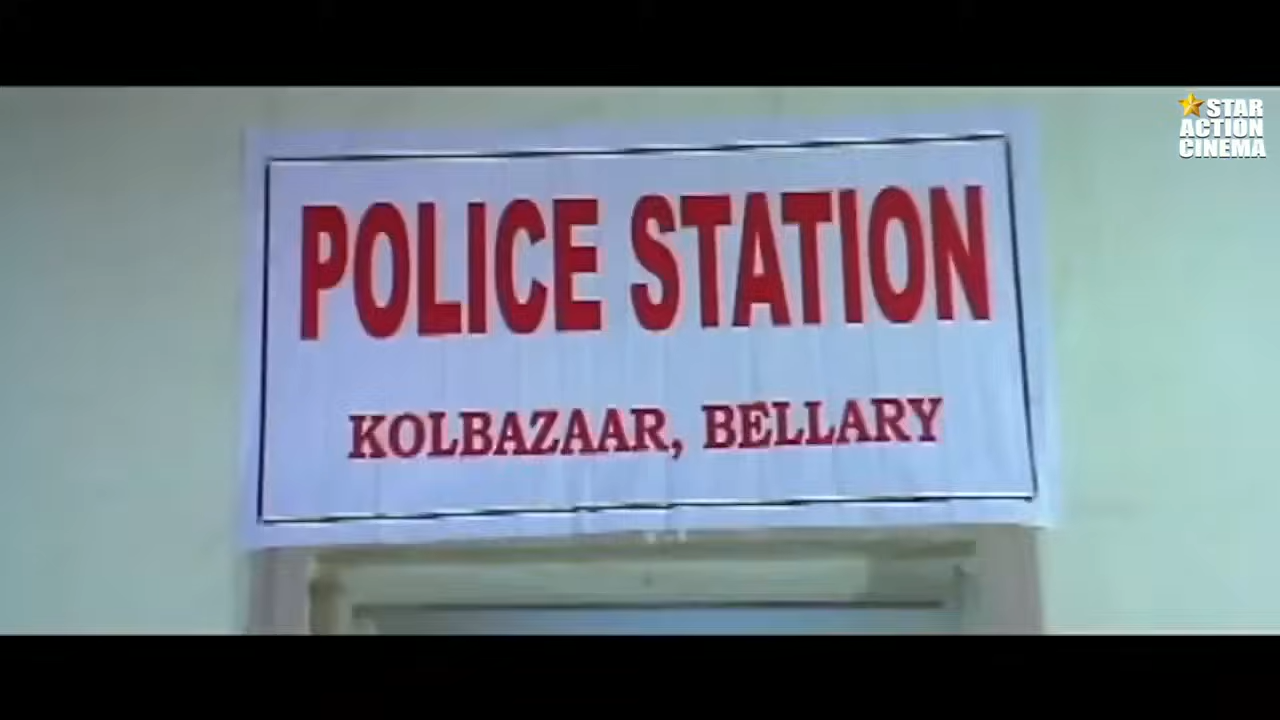 STAR
ACTION
CINEMA
POLICE STATION
KOLBAZAAR, BELLARY